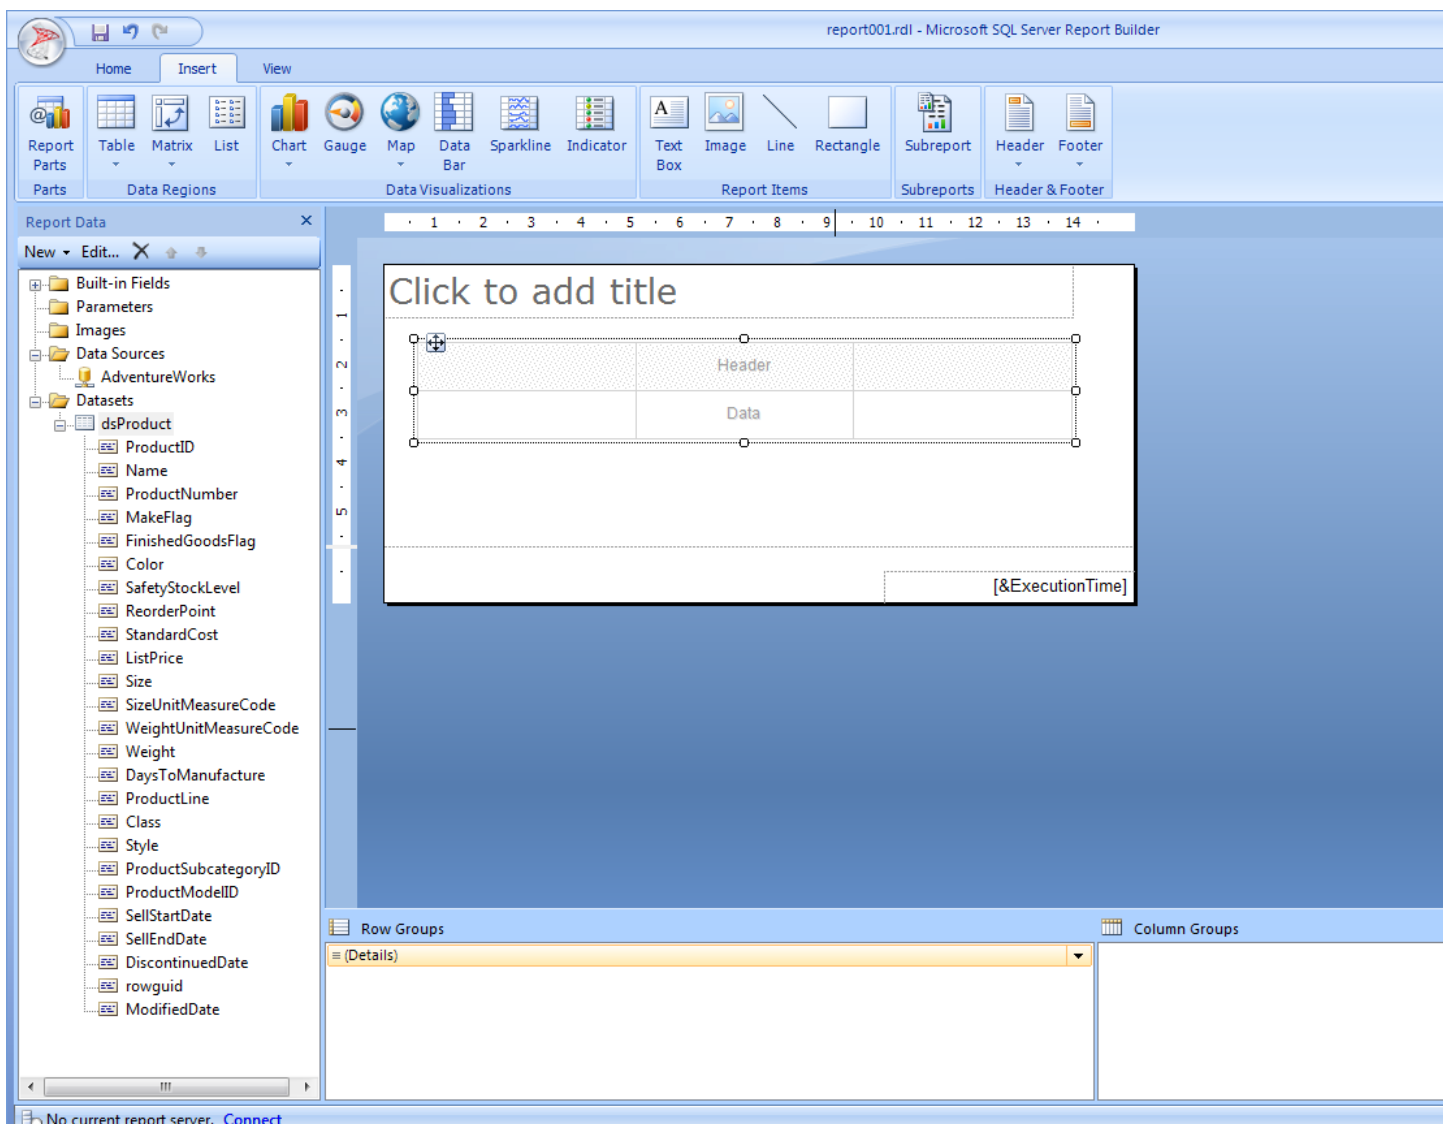 report001.rdl - Microsoft SQL Server Report Builder
Home Insert View
Report Parts Table Matrix List Chart Gauge Map Data Bar Sparkline Indicator Text Box Image Line Rectangle Subreport Header Footer
Parts Data Regions Data Visualizations Report Items Subreports Header & Footer
Report Data
New Edit...
1 2 3 4 5 6 7 8 9 10 11 12 13 14
Built-in Fields
Parameters
Images
Data Sources
AdventureWorks
Datasets
dsProduct
ProductID
Name
ProductNumber
MakeFlag
FinishedGoodsFlag
Color
SafetyStockLevel
ReorderPoint
StandardCost
ListPrice
Size
SizeUnitMeasureCode
WeightUnitMeasureCode
Weight
DaysToManufacture
ProductLine
Class
Style
ProductSubcategoryID
ProductModelID
SellStartDate
SellEndDate
DiscontinuedDate
rowguid
ModifiedDate
1
2
3
4
5
Click to add title
Header
Data
[&ExecutionTime]
Row Groups
(Details)
Column Groups
No current report server. Connect